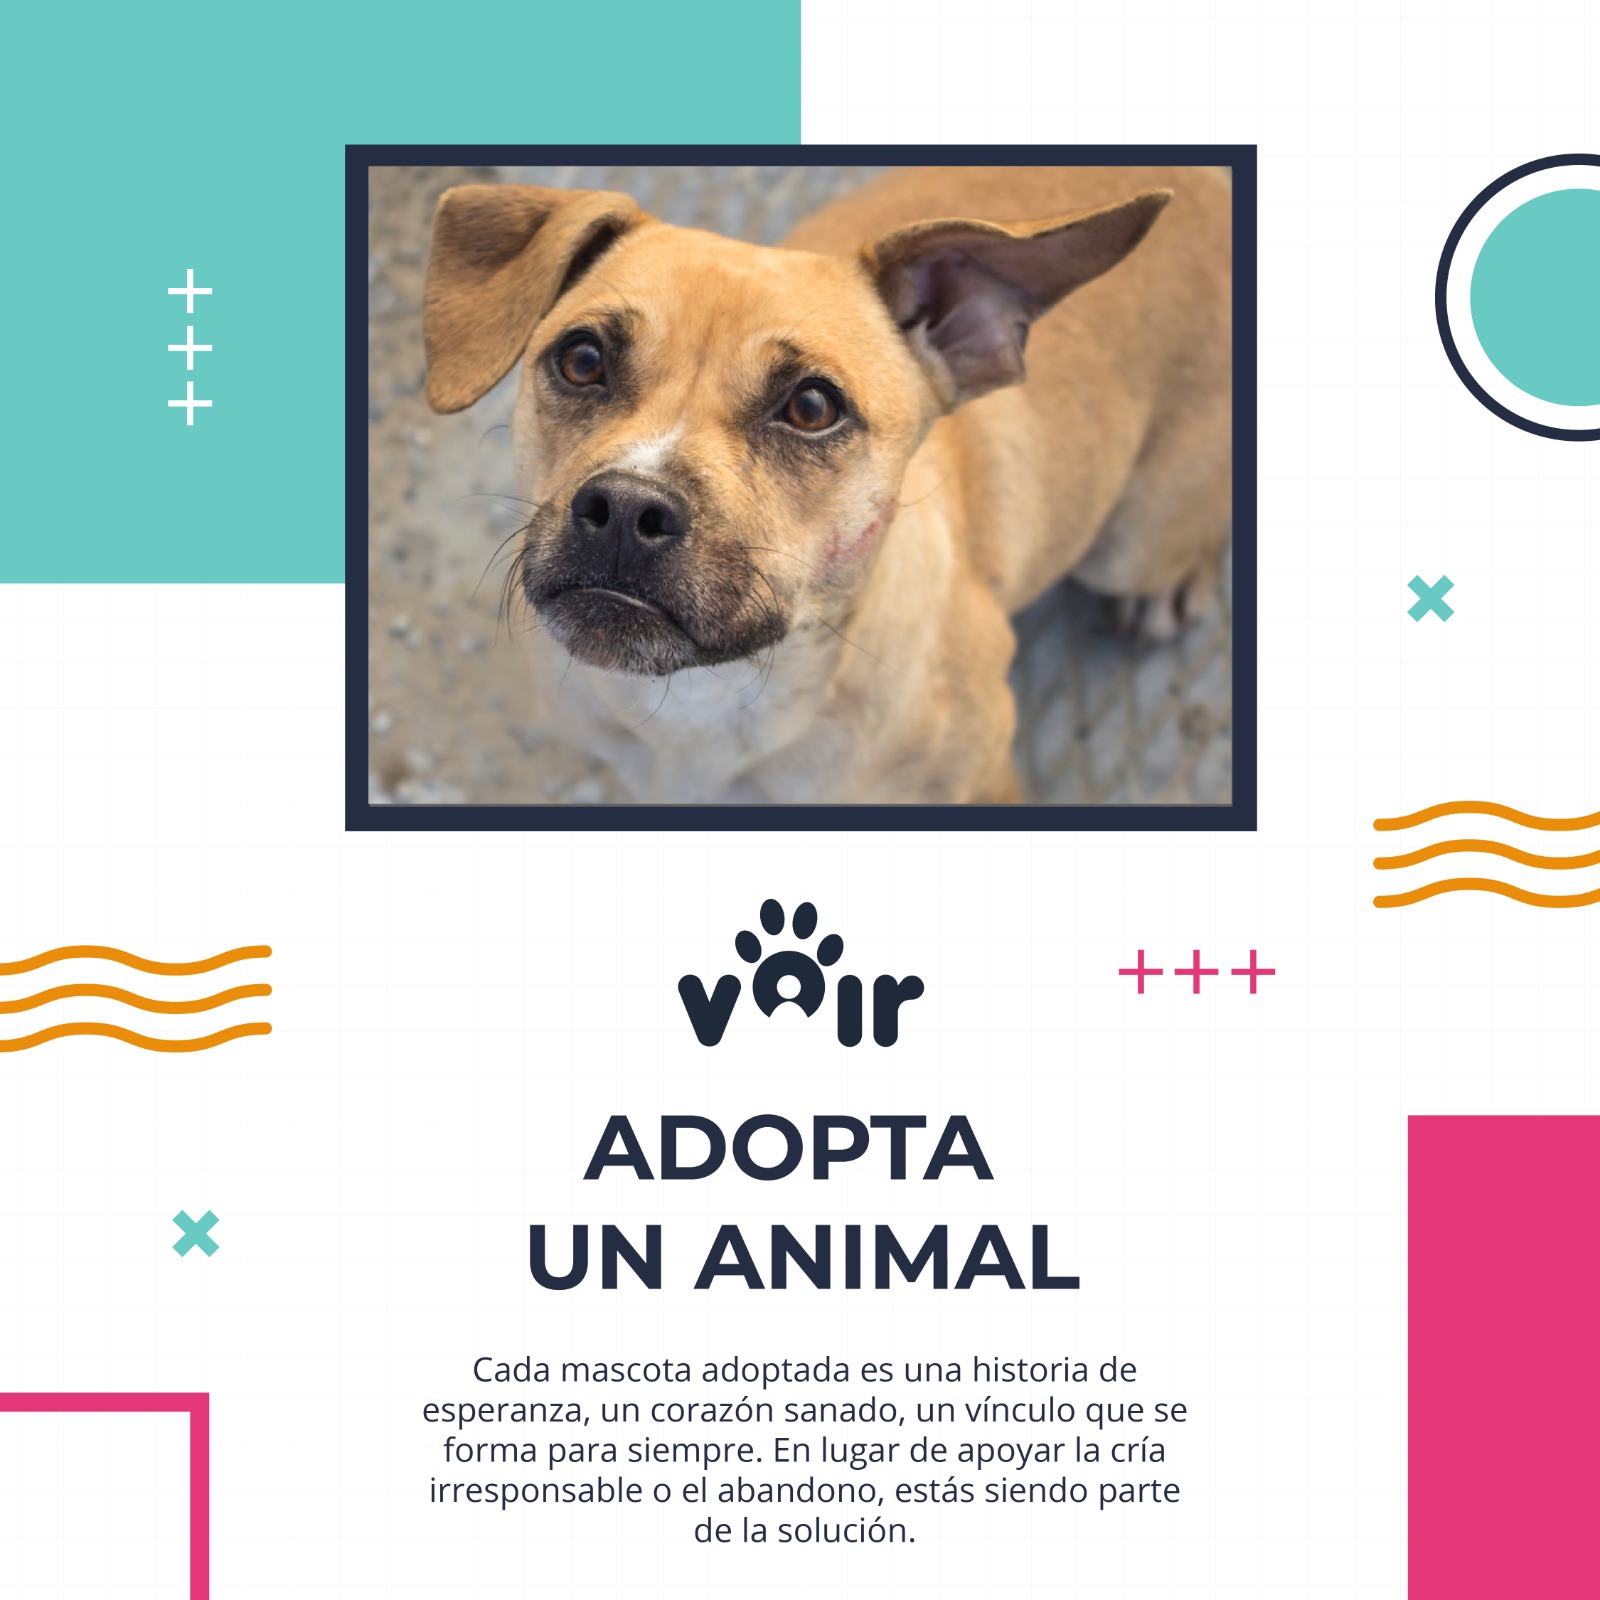 voir
ADOPTA
UN ANIMAL
Cada mascota adoptada es una historia de
esperanza, un corazón sanado, un vínculo que se
forma para siempre. En lugar de apoyar la cría
irresponsable o el abandono, estás siendo parte
de la solución.